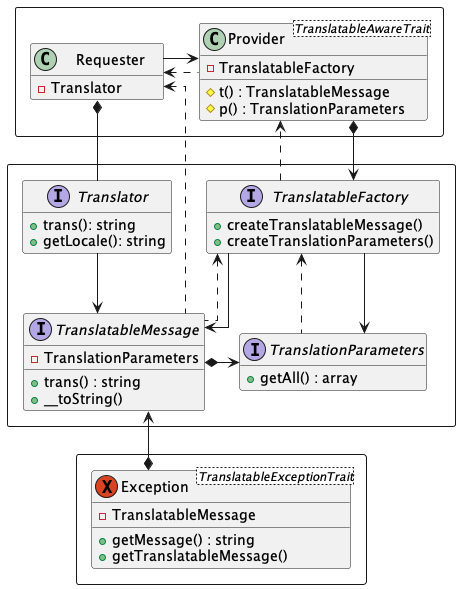 C Requester
Translator
C Provider
TranslatableAwareTrait
TranslatableFactory
t() : TranslatableMessage
p() : TranslationParameters
I Translator
trans(): string
getLocale(): string
I TranslatableFactory
createTranslatableMessage()
createTranslationParameters()
I TranslatableMessage
TranslationParameters
trans() : string
__toString()
I TranslationParameters
getAll() : array
X Exception
TranslatableExceptionTrait
TranslatableMessage
getMessage() : string
getTranslatableMessage()